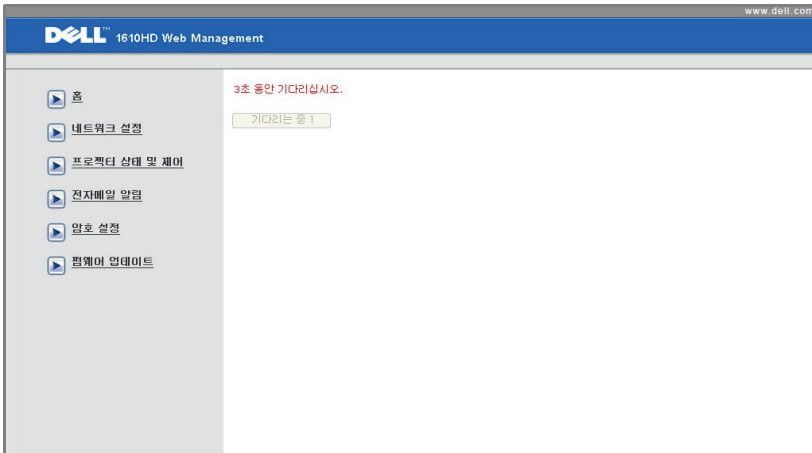 www.dell.com
DELL™ 1610HD Web Management
홈
네트워크 설정
프로젝터 상태 및 제어
전자메일 알림
암호 설정
펌웨어 업데이트
3초 동안 기다리십시오.
기다리는 중 1